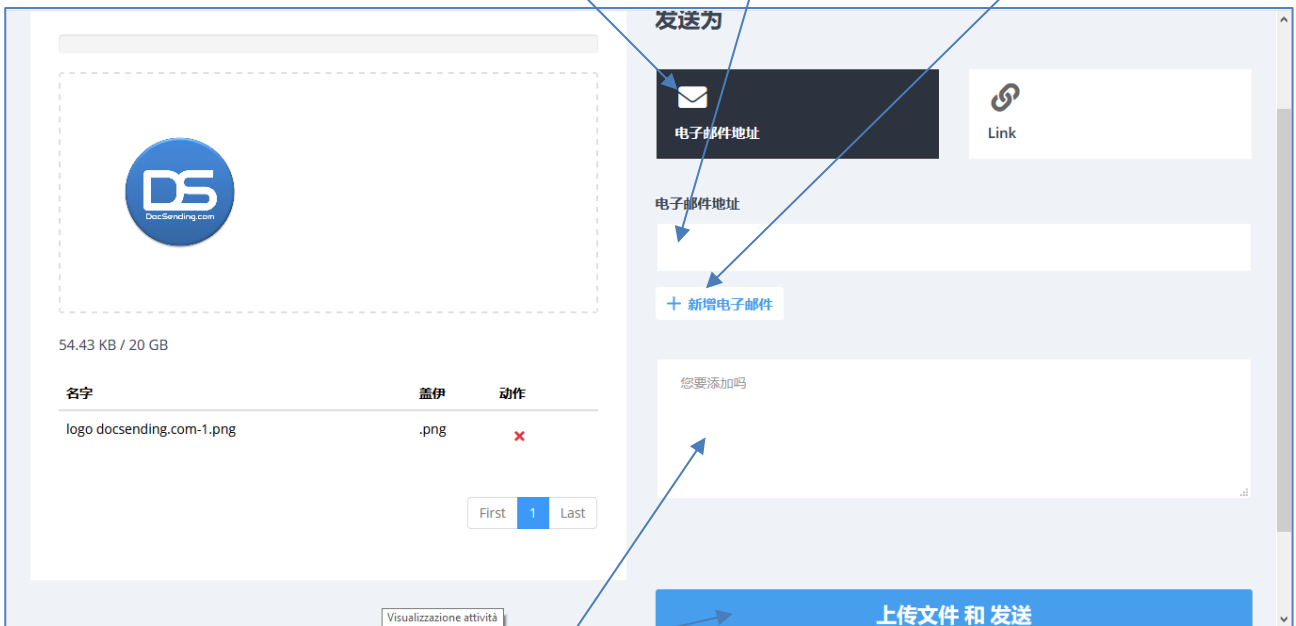 DS
DocSending.com
54.43 KB / 20 GB
名字 盖伊 动作
logo docsending.com-1.png .png
First 1 Last
Visualizzazione attività
发送为
电子邮件地址
Link
电子邮件地址
新增电子邮件
您要添加吗
上传文件 和 发送